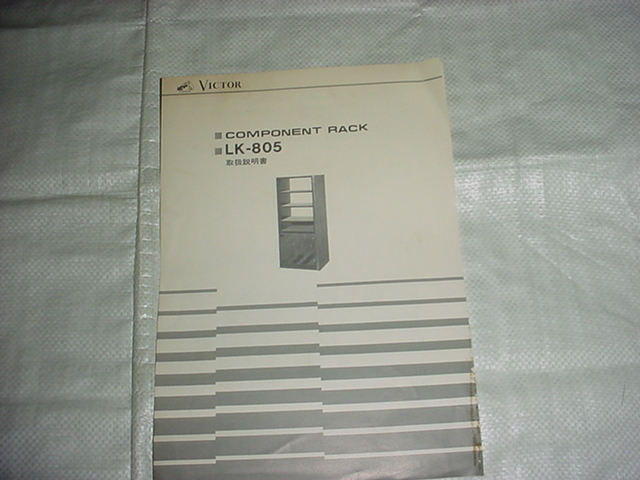 VICTOR
COMPONENT RACK
LK-805
取扱説明書